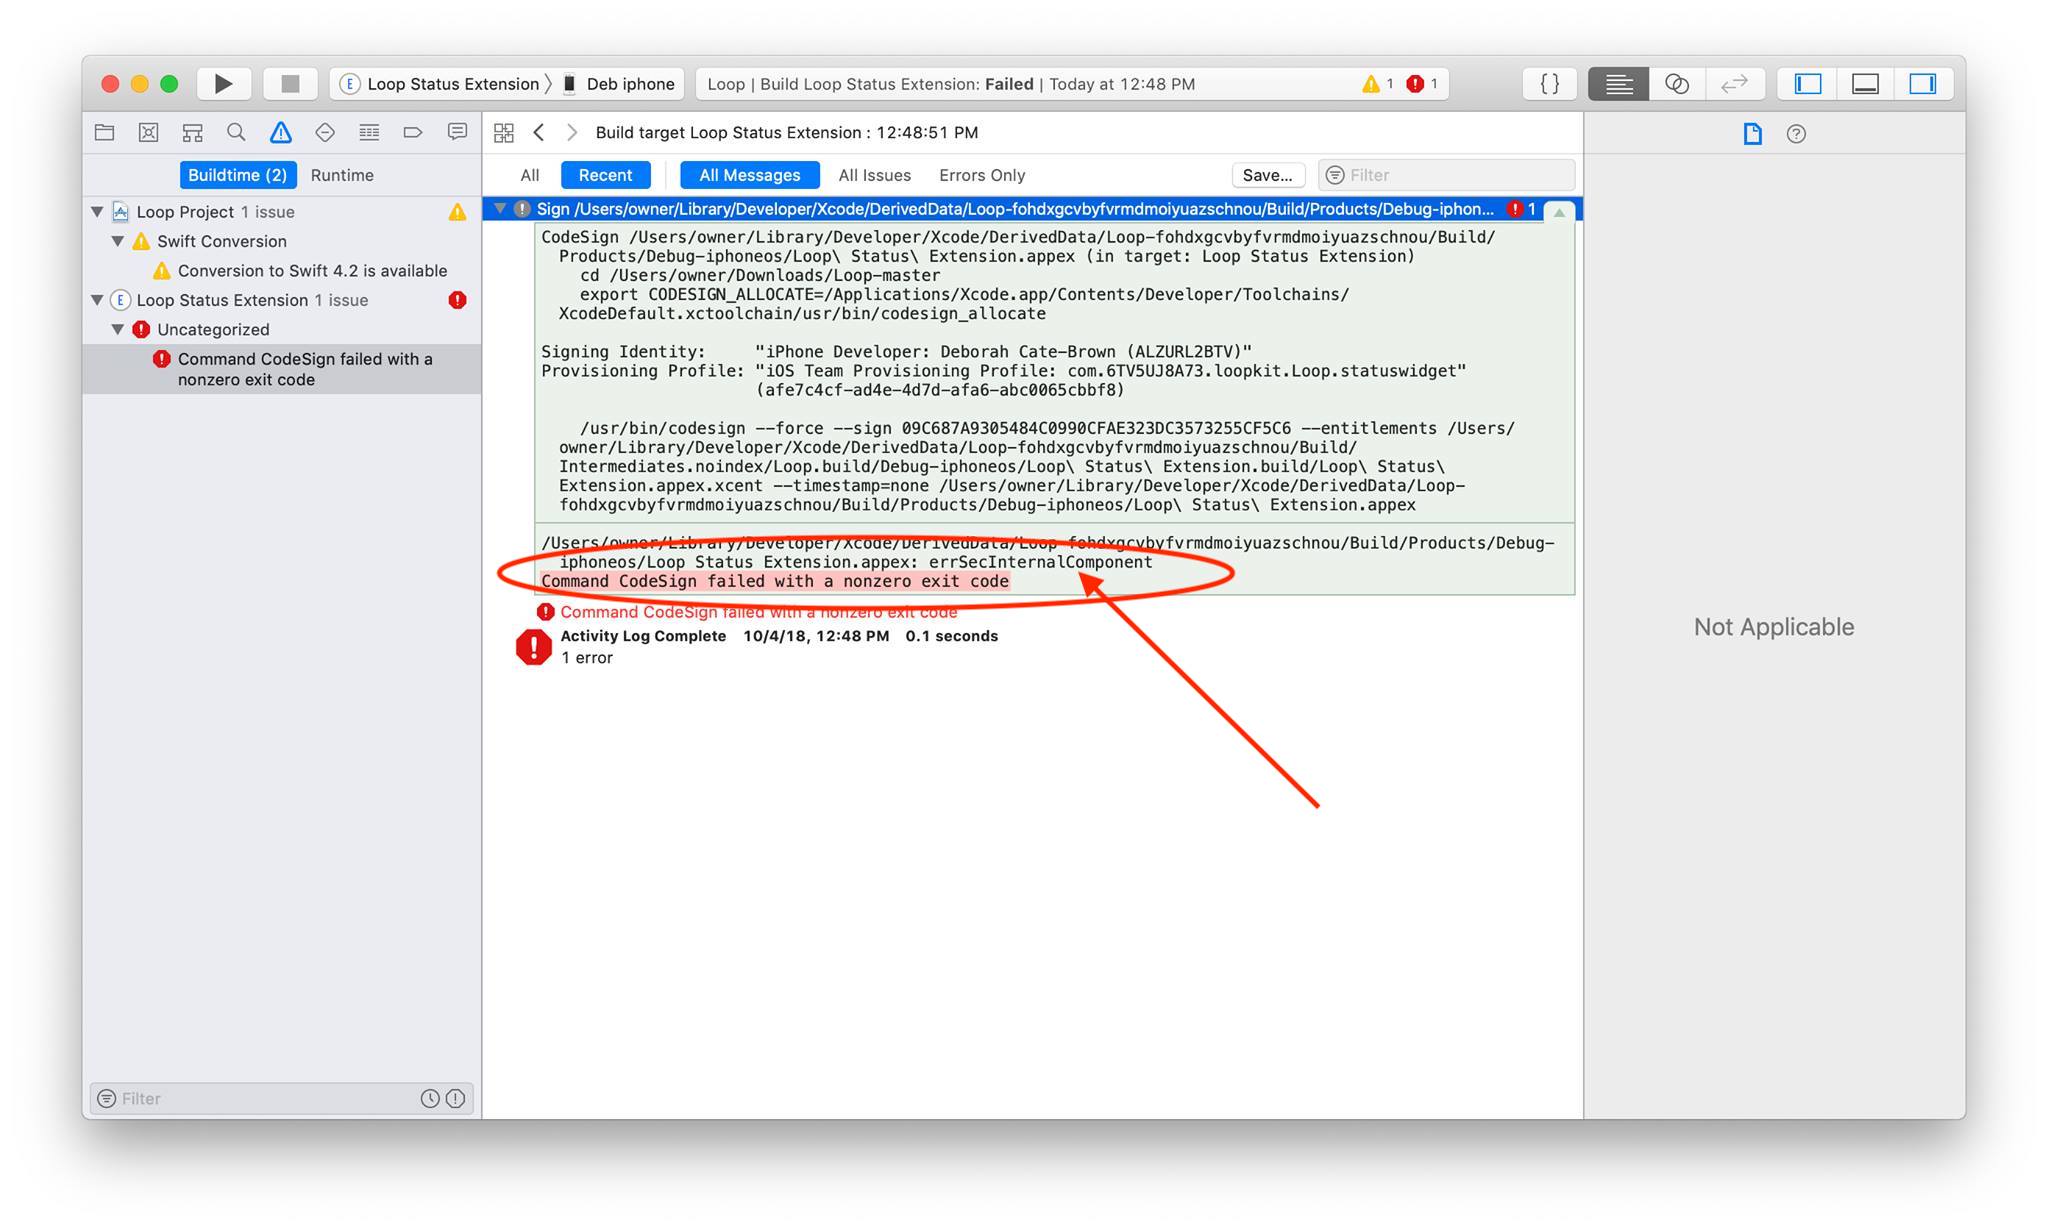 Loop Status Extension
Deb iphone
Loop | Build Loop Status Extension: Failed | Today at 12:48 PM
1
1
{ }
Build target Loop Status Extension : 12:48:51 PM
Buildtime (2)
Runtime
All
Recent
All Messages
All Issues
Errors Only
Save...
Filter
Loop Project 1 issue
Swift Conversion
Conversion to Swift 4.2 is available
E Loop Status Extension 1 issue
Uncategorized
Command CodeSign failed with a
nonzero exit code
Filter
Sign /Users/owner/Library/Developer/Xcode/DerivedData/Loop-fohdxgcvbyfvrmdmoiyuazschnou/Build/Products/Debug-iphon... 1
CodeSign /Users/owner/Library/Developer/Xcode/DerivedData/Loop-fohdxgcvbyfvrmdmoiyuazschnou/Build/
Products/Debug-iphoneos/Loop\ Status\ Extension.appex (in target: Loop Status Extension)
cd /Users/owner/Downloads/Loop-master
export CODESIGN_ALLOCATE=/Applications/Xcode.app/Contents/Developer/Toolchains/
XcodeDefault.xctoolchain/usr/bin/codesign_allocate
Signing Identity: "iPhone Developer: Deborah Cate-Brown (ALZURL2BTV)"
Provisioning Profile: "iOS Team Provisioning Profile: com.6TV5UJ8A73.loopkit.Loop.statuswidget"
(afe7c4cf-ad4e-4d7d-afa6-abc0065cbbf8)
/usr/bin/codesign --force --sign 09C687A9305484C0990CFAE323DC3573255CF5C6 --entitlements /Users/
owner/Library/Developer/Xcode/DerivedData/Loop-fohdxgcvbyfvrmdmoiyuazschnou/Build/
Intermediates.noindex/Loop.build/Debug-iphoneos/Loop\ Status\ Extension.build/Loop\ Status\
Extension.appex.xcent --timestamp=none /Users/owner/Library/Developer/Xcode/DerivedData/Loop-
fohdxgcvbyfvrmdmoiyuazschnou/Build/Products/Debug-iphoneos/Loop\ Status\ Extension.appex
/Users/owner/Library/Developer/Xcode/DerivedData/Loop-fohdxgcvbyfvrmdmoiyuazschnou/Build/Products/Debug-
iphoneos/Loop Status Extension.appex: errSecInternalComponent
Command CodeSign failed with a nonzero exit code
Command CodeSign failed with a nonzero exit code
Activity Log Complete 10/4/18, 12:48 PM 0.1 seconds
1 error
Not Applicable